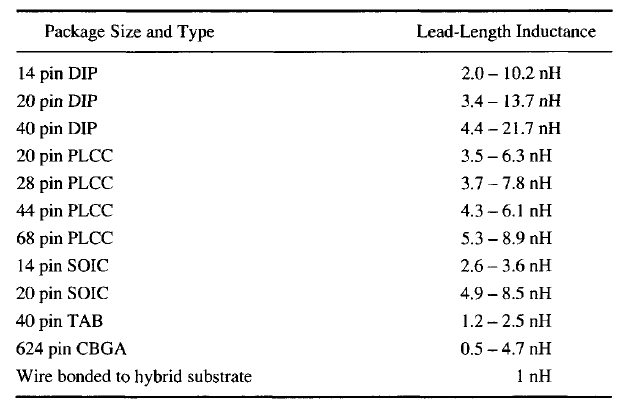 Package Size and Type Lead-Length Inductance
14 pin DIP 2.0 – 10.2 nH
20 pin DIP 3.4 – 13.7 nH
40 pin DIP 4.4 – 21.7 nH
20 pin PLCC 3.5 – 6.3 nH
28 pin PLCC 3.7 – 7.8 nH
44 pin PLCC 4.3 – 6.1 nH
68 pin PLCC 5.3 – 8.9 nH
14 pin SOIC 2.6 – 3.6 nH
20 pin SOIC 4.9 – 8.5 nH
40 pin TAB 1.2 – 2.5 nH
624 pin CBGA 0.5 – 4.7 nH
Wire bonded to hybrid substrate 1 nH